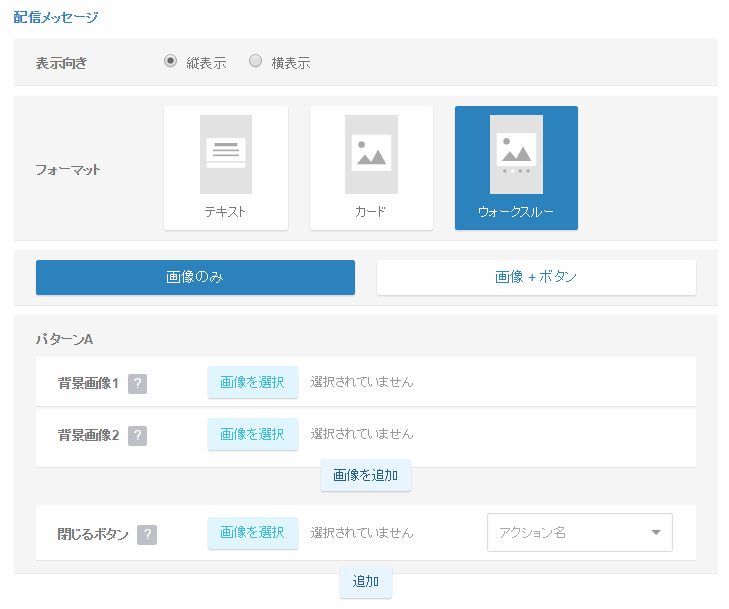 配信メッセージ
表示向き 縦表示 横表示
フォーマット
テキスト カード ウォークスルー
画像のみ 画像 + ボタン
パターンA
背景画像1 ? 画像を選択 選択されていません
背景画像2 ? 画像を選択 選択されていません
画像を追加
閉じるボタン ? 画像を選択 選択されていません アクション名
追加